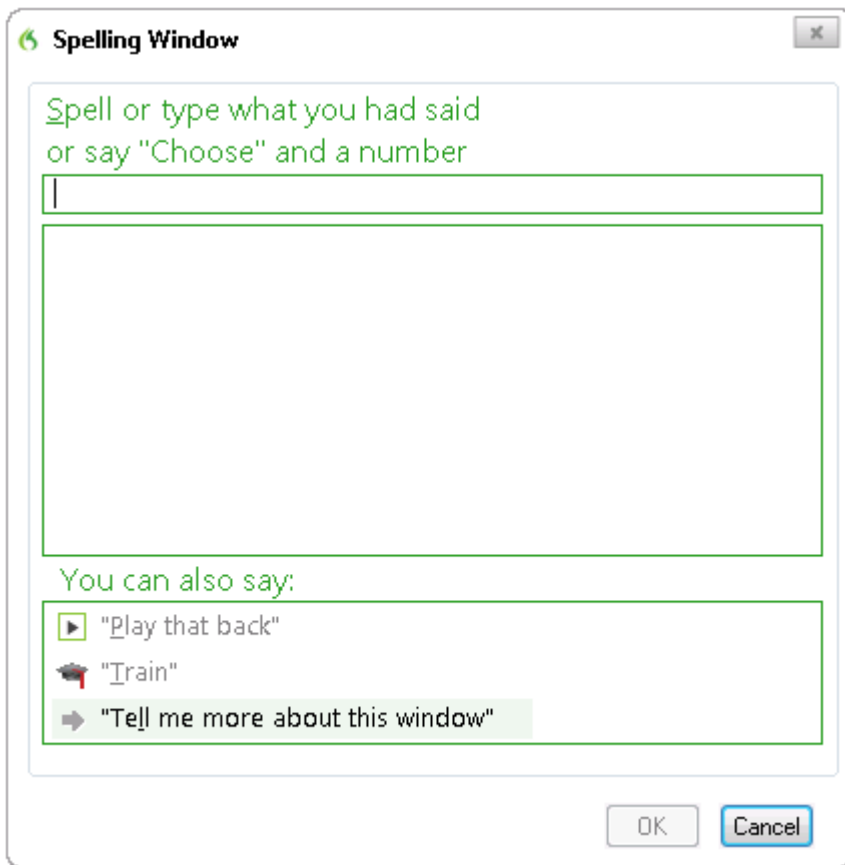 Spelling Window
Spell or type what you had said
or say "Choose" and a number
You can also say:
"Play that back"
"Train"
"Tell me more about this window"
OK
Cancel